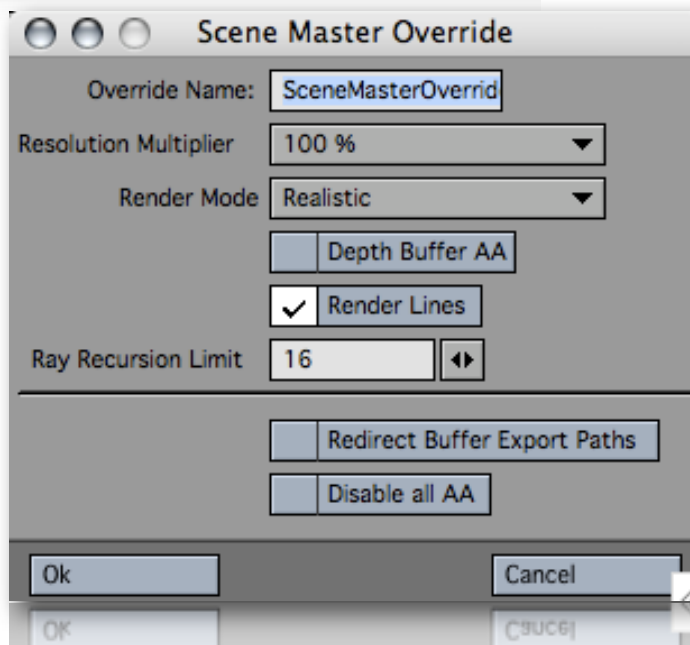 Scene Master Override
Override Name: SceneMasterOverrid
Resolution Multiplier 100 %
Render Mode Realistic
Depth Buffer AA
Render Lines
Ray Recursion Limit 16
Redirect Buffer Export Paths
Disable all AA
Ok Cancel